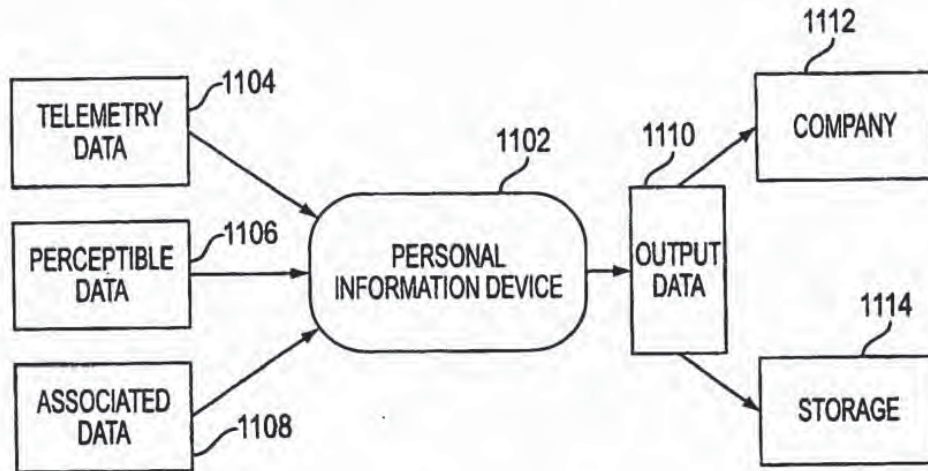 1104
TELEMETRY
DATA
1106
PERCEPTIBLE
DATA
ASSOCIATED
DATA
1108
1102
PERSONAL
INFORMATION DEVICE
1110
OUTPUT
DATA
1112
COMPANY
1114
STORAGE